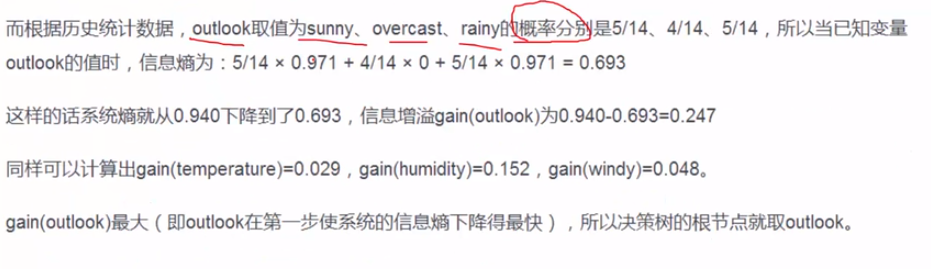 而根据历史统计数据，outlook取值为sunny、overcast、rainy的概率分别是5/14、4/14、5/14，所以当已知变量
outlook的值时，信息熵为：5/14 × 0.971 + 4/14 × 0 + 5/14 × 0.971 = 0.693
这样的话系统熵就从0.940下降到了0.693，信息增溢gain(outlook)为0.940-0.693=0.247
同样可以计算出gain(temperature)=0.029，gain(humidity)=0.152，gain(windy)=0.048。
gain(outlook)最大（即outlook在第一步使系统的信息熵下降得最快），所以决策树的根节点就取outlook。